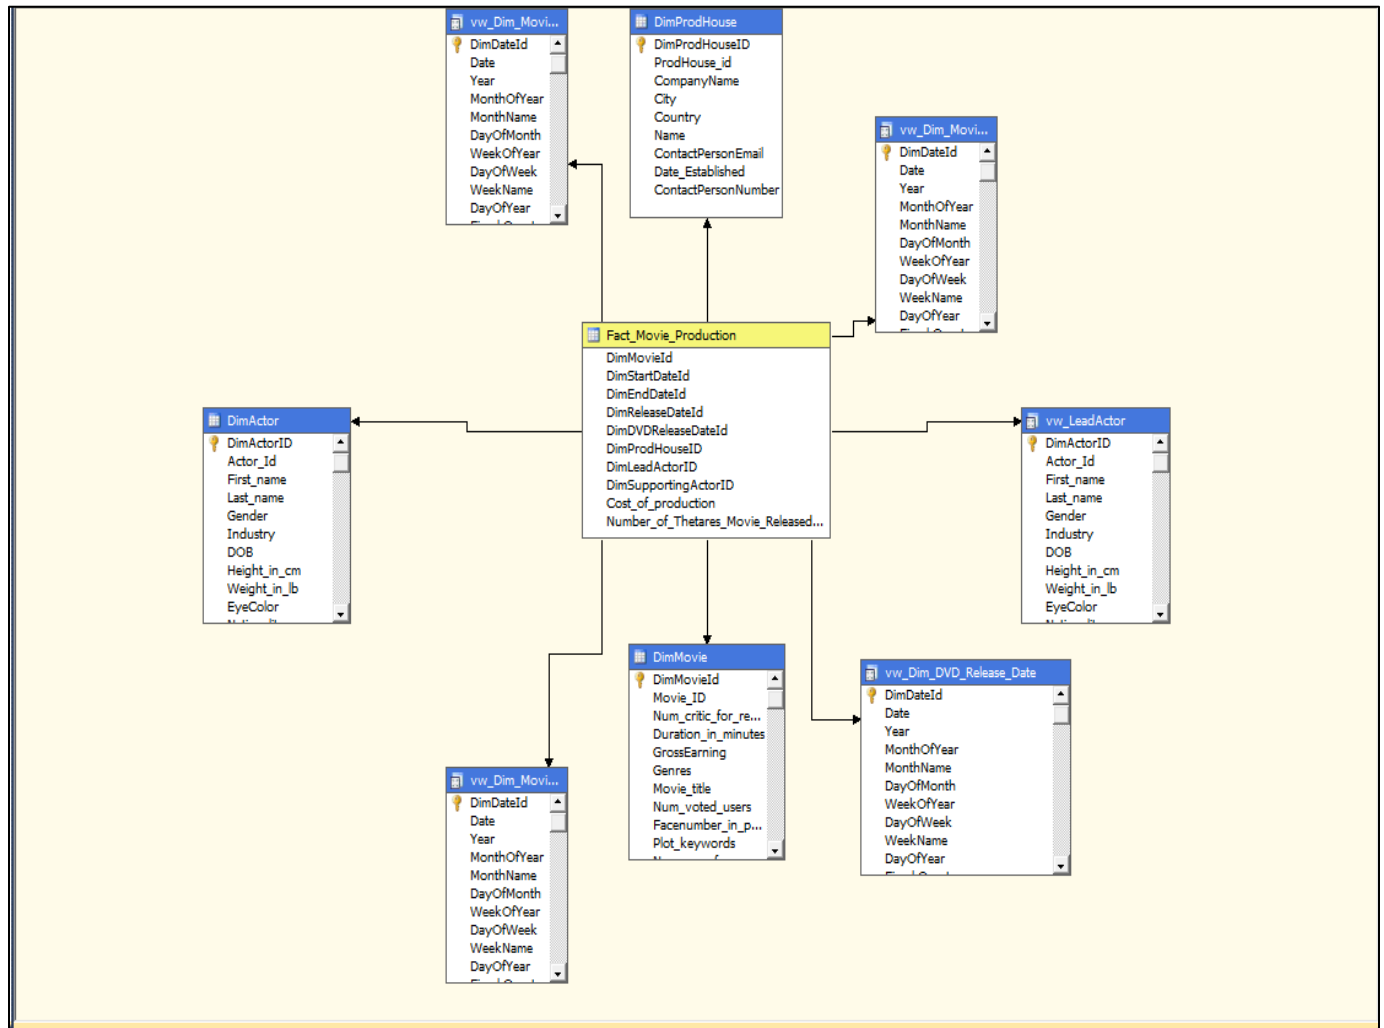 vw_Dim_Movi...
DimDateId
Date
Year
MonthOfYear
MonthName
DayOfMonth
WeekOfYear
DayOfWeek
WeekName
DayOfYear
DimProdHouse
DimProdHouseID
ProdHouse_id
CompanyName
City
Country
Name
ContactPersonEmail
Date_Established
ContactPersonNumber
vw_Dim_Movi...
DimDateId
Date
Year
MonthOfYear
MonthName
DayOfMonth
WeekOfYear
DayOfWeek
WeekName
DayOfYear
Fact_Movie_Production
DimMovieId
DimStartDateId
DimEndDateId
DimReleaseDateId
DimDVDReleaseDateId
DimProdHouseID
DimLeadActorID
DimSupportingActorID
Cost_of_production
Number_of_Thetares_Movie_Released...
DimActor
DimActorID
Actor_Id
First_name
Last_name
Gender
Industry
DOB
Height_in_cm
Weight_in_lb
EyeColor
vw_LeadActor
DimActorID
Actor_Id
First_name
Last_name
Gender
Industry
DOB
Height_in_cm
Weight_in_lb
EyeColor
DimMovie
DimMovieId
Movie_ID
Num_critic_for_re...
Duration_in_minutes
GrossEarning
Genres
Movie_title
Num_voted_users
Facenumber_in_p...
Plot_keywords
vw_Dim_DVD_Release_Date
DimDateId
Date
Year
MonthOfYear
MonthName
DayOfMonth
WeekOfYear
DayOfWeek
WeekName
DayOfYear
vw_Dim_Movi...
DimDateId
Date
Year
MonthOfYear
MonthName
DayOfMonth
WeekOfYear
DayOfWeek
WeekName
DayOfYear